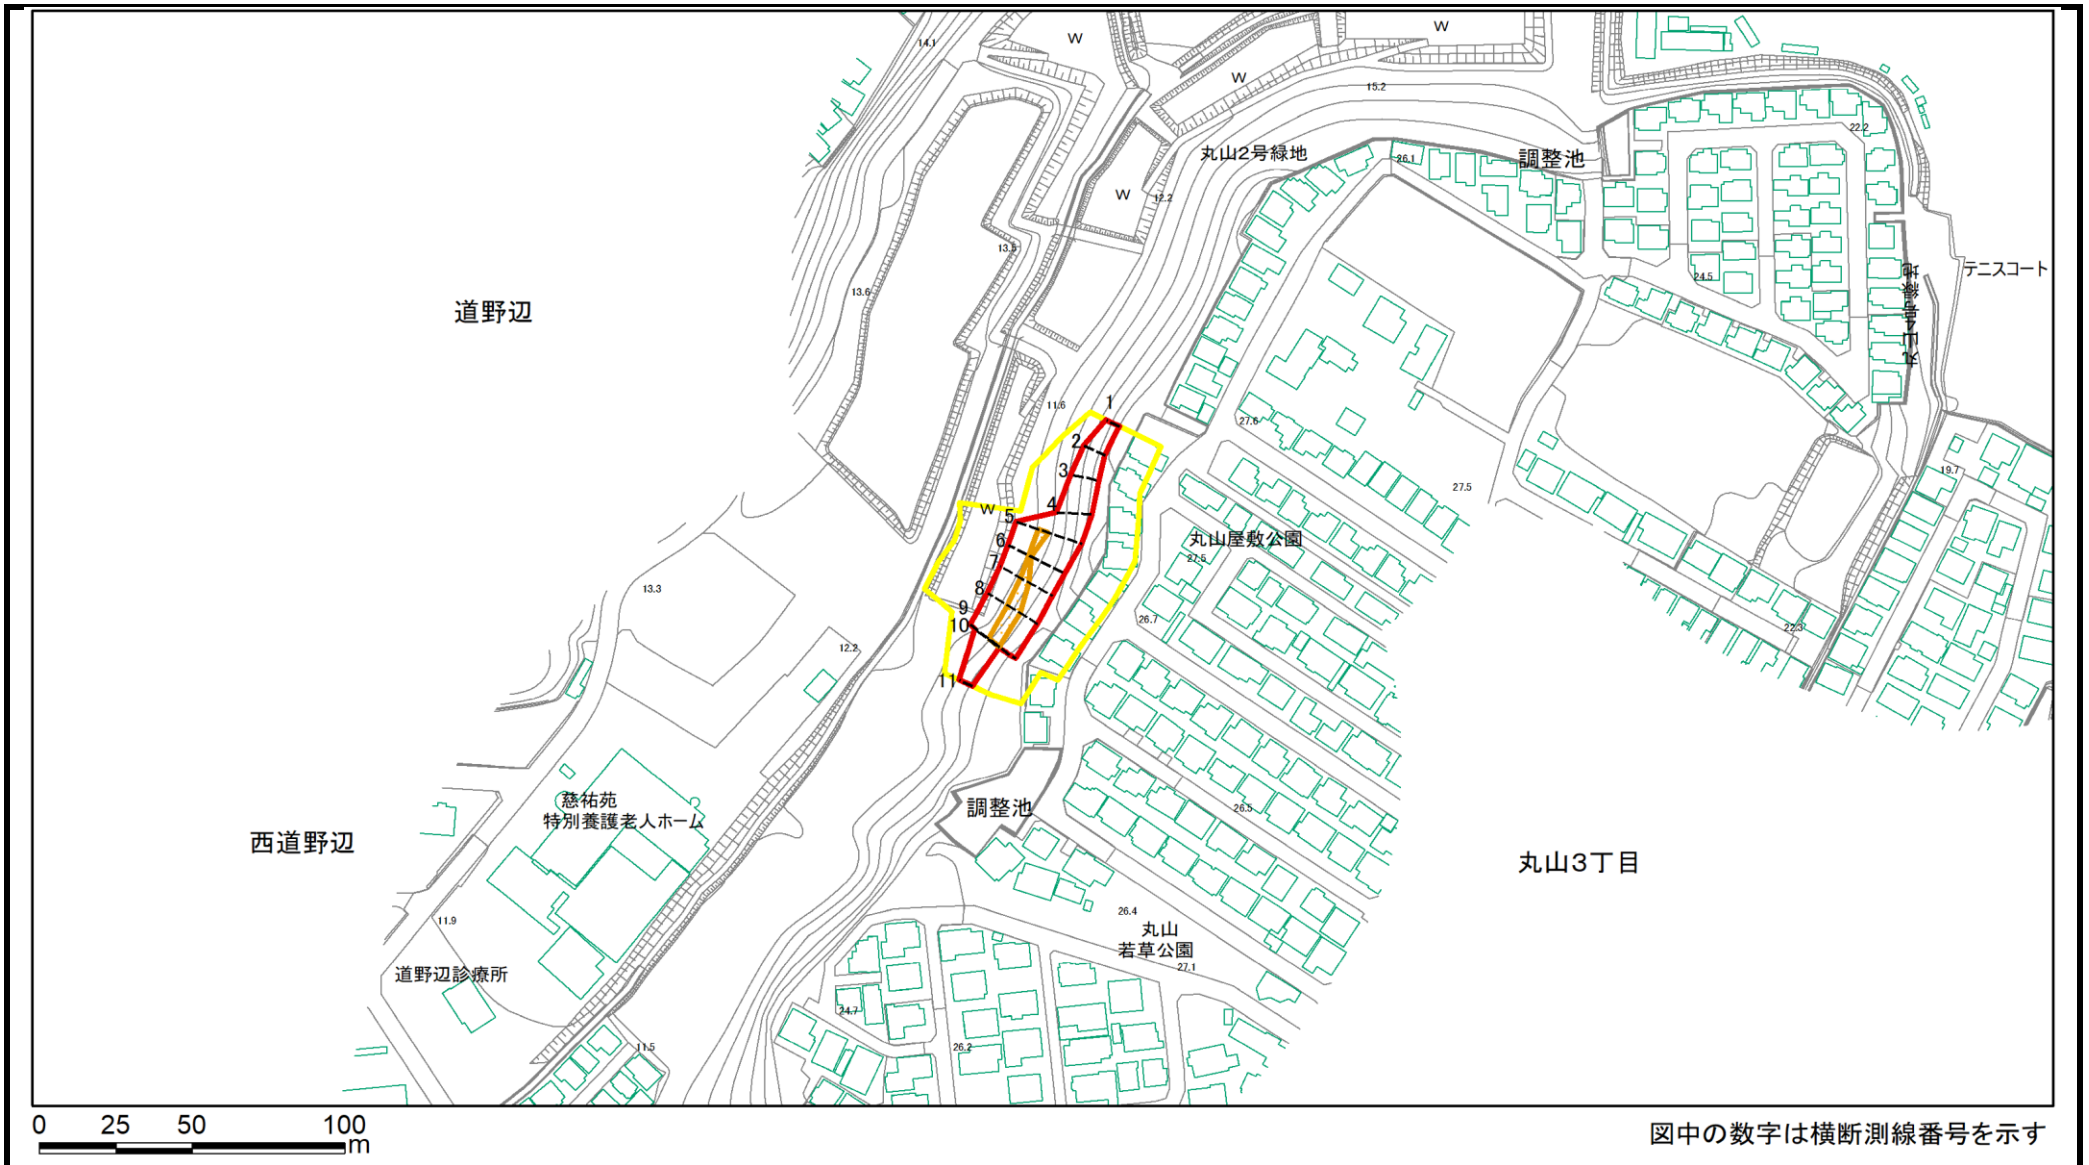 14.1
W
W
W
15.2
22.2
丸山2号緑地
26.1
調整池
W
12.2
13.5
テニスコート
24.5
丸山4号緑地
13.6
道野辺
11.6
1
27.6
2
3
19.7
27.5
4
W
5
6
丸山屋敷公園
27.5
7
13.3
8
9
10
26.7
22.3
12.2
11
慈祐苑
特別養護老人ホーム
調整池
26.5
西道野辺
丸山3丁目
11.9
26.4
丸山
若草公園
27.1
道野辺診療所
24.7
11.5
26.2
0 25 50 100
m
図中の数字は横断測線番号を示す